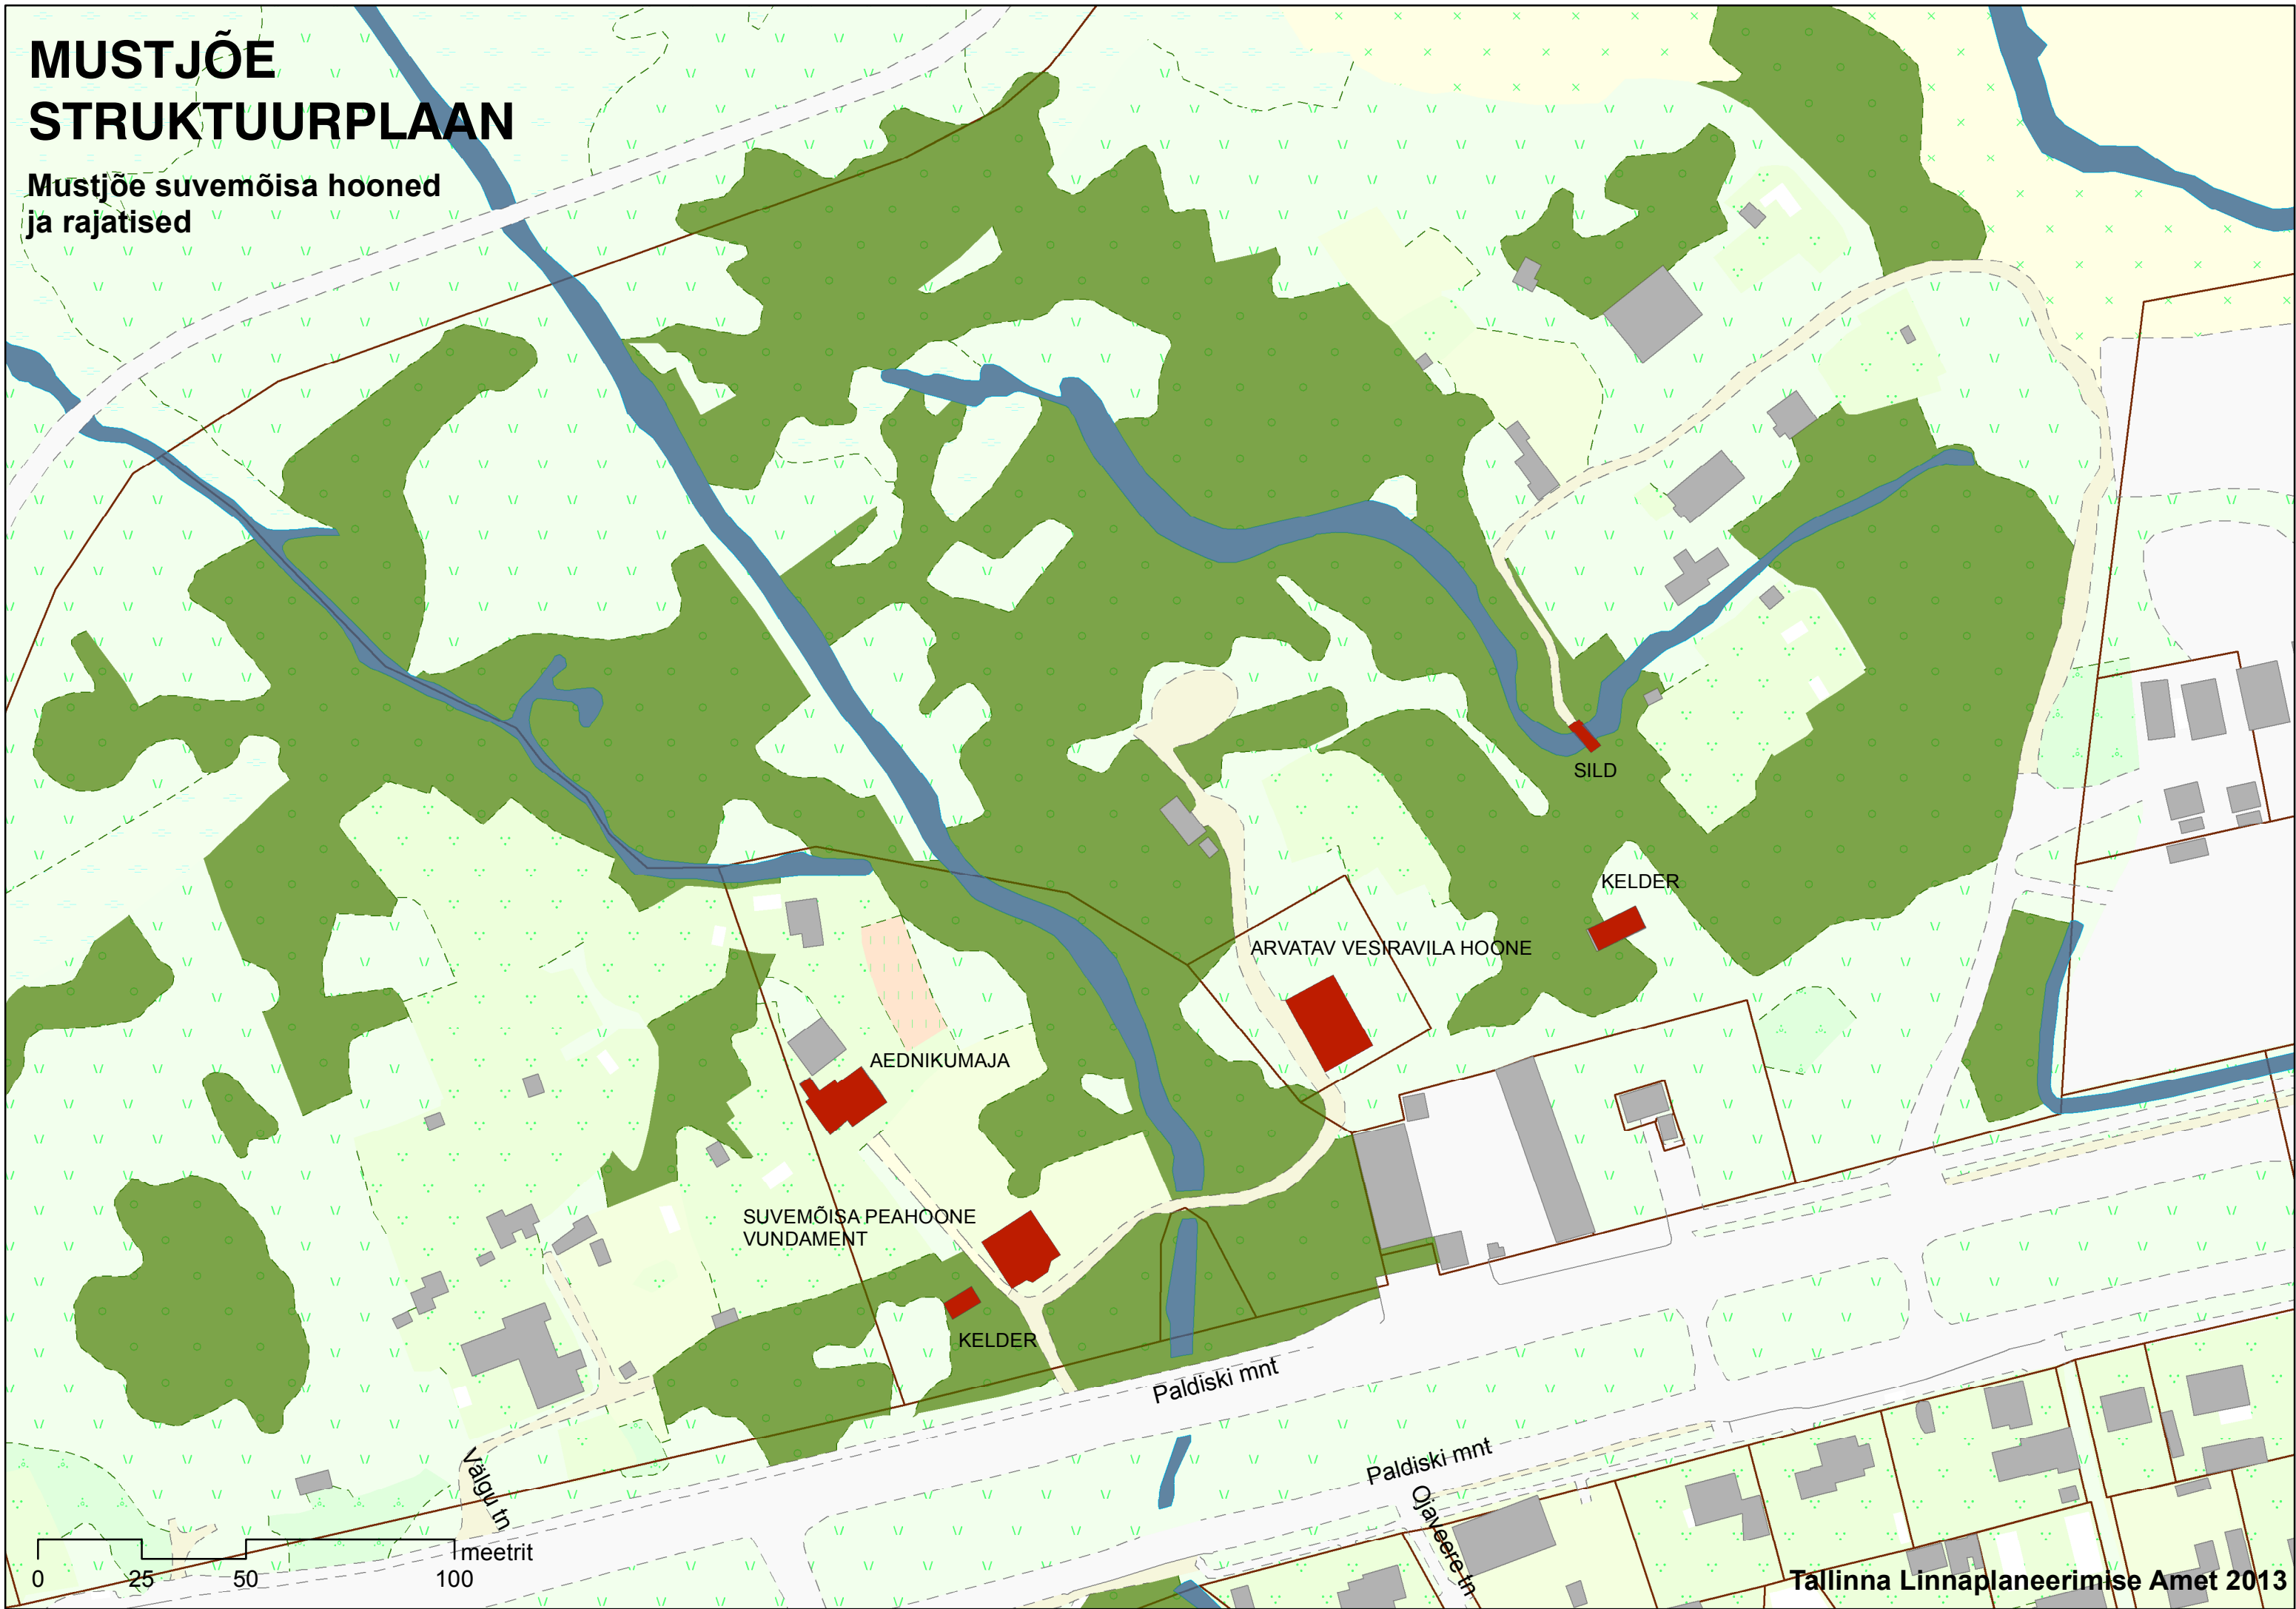 MUSTJÕE
STRUKTUURPLAAN
Mustjõe suvemõisa hooned
ja rajatised
SILD
KELDER
ARVATAV VESIRAVILA HOONE
AEDNIKUMAJA
SUVEMÕISA PEAHOONE
VUNDAMENT
KELDER
Paldiski mnt
Paldiski mnt
Välgu tn
Ojaveere tn
meetrit
0 25 50 100
Tallinna Linnaplaneerimise Amet 2013